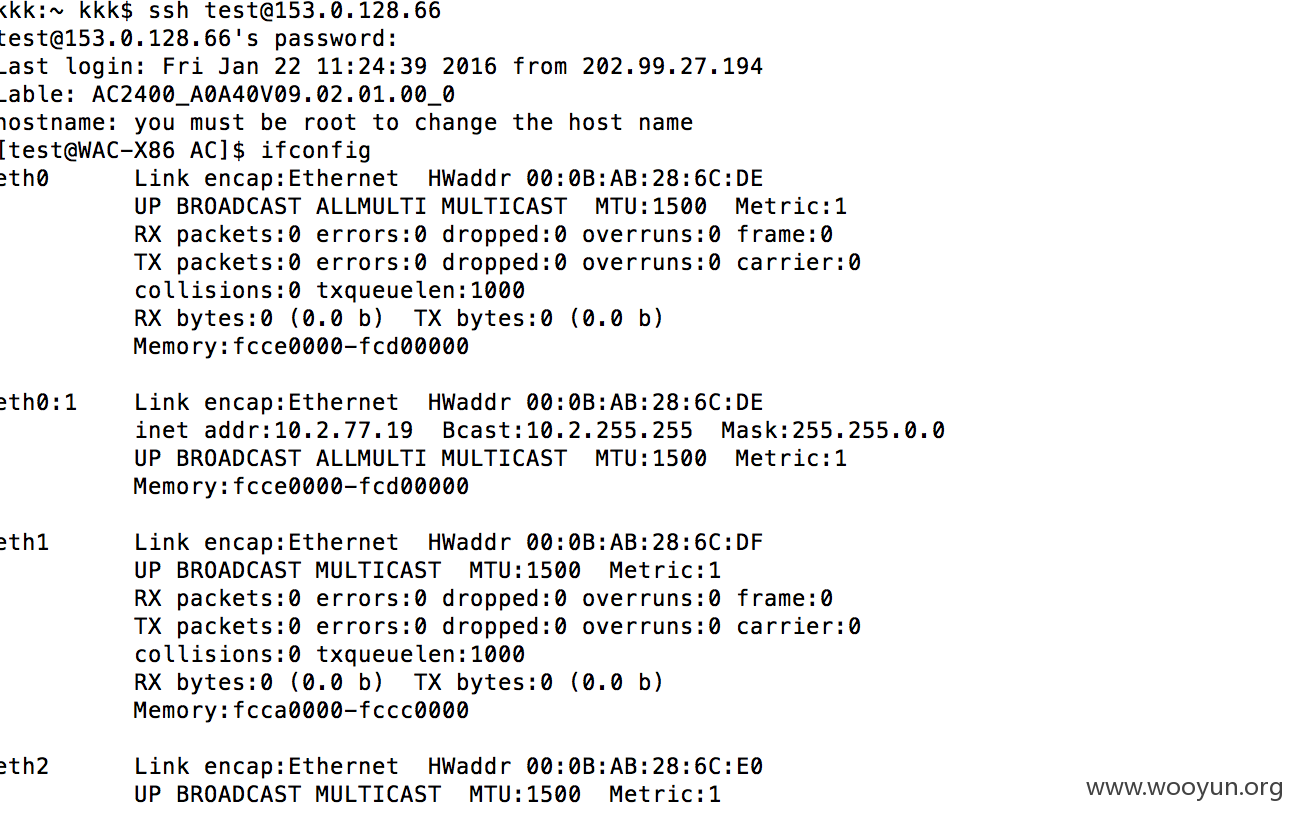 kkk:~ kkk$ ssh test@153.0.128.66
test@153.0.128.66's password:
Last login: Fri Jan 22 11:24:39 2016 from 202.99.27.194
Lable: AC2400_A0A40V09.02.01.00_0
hostname: you must be root to change the host name
[test@WAC-X86 AC]$ ifconfig
eth0 Link encap:Ethernet HWaddr 00:0B:AB:28:6C:DE
UP BROADCAST ALLMULTI MULTICAST MTU:1500 Metric:1
RX packets:0 errors:0 dropped:0 overruns:0 frame:0
TX packets:0 errors:0 dropped:0 overruns:0 carrier:0
collisions:0 txqueuelen:1000
RX bytes:0 (0.0 b) TX bytes:0 (0.0 b)
Memory:fcce0000-fcd00000
eth0:1 Link encap:Ethernet HWaddr 00:0B:AB:28:6C:DE
inet addr:10.2.77.19 Bcast:10.2.255.255 Mask:255.255.0.0
UP BROADCAST ALLMULTI MULTICAST MTU:1500 Metric:1
Memory:fcce0000-fcd00000
eth1 Link encap:Ethernet HWaddr 00:0B:AB:28:6C:DF
UP BROADCAST MULTICAST MTU:1500 Metric:1
RX packets:0 errors:0 dropped:0 overruns:0 frame:0
TX packets:0 errors:0 dropped:0 overruns:0 carrier:0
collisions:0 txqueuelen:1000
RX bytes:0 (0.0 b) TX bytes:0 (0.0 b)
Memory:fcca0000-fccc0000
eth2 Link encap:Ethernet HWaddr 00:0B:AB:28:6C:E0
UP BROADCAST MULTICAST MTU:1500 Metric:1
www.wooyun.org